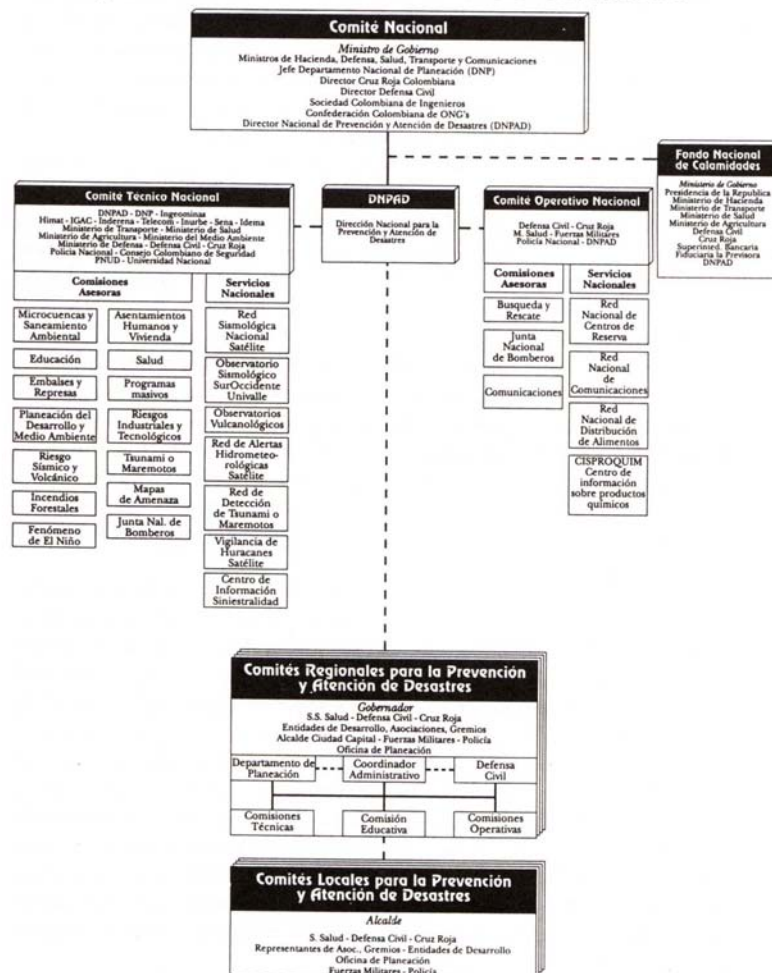 Comité Nacional
Ministro de Gobierno
Ministros de Hacienda, Defensa, Salud, Transporte y Comunicaciones
Jefe Departamento Nacional de Planeación (DNP)
Director Cruz Roja Colombiana
Director Defensa Civil
Sociedad Colombiana de Ingenieros
Confederación Colombiana de ONG's
Director Nacional de Prevención y Atención de Desastres (DNPAD)
Fondo Nacional
de Calamidades
Ministerio de Gobierno
Presidencia de la Republica
Ministerio de Hacienda
Ministerio de Transporte
Ministerio de Salud
Ministerio de Agricultura
Defensa Civil
Cruz Roja
Superinted. Bancaria
Fiduciaria la Previsora
DNPAD
Comité Técnico Nacional
DNPAD - DNP - Ingeominas
Himat - IGAC - Inderena - Telecom - Inurbe - Sena - Idema
Ministerio de Transporte - Ministerio de Salud
Ministerio de Agricultura - Ministerio del Medio Ambiente
Ministerio de Defensa - Defensa Civil - Cruz Roja
Policía Nacional - Consejo Colombiano de Seguridad
PNUD - Universidad Nacional
Comisiones
Asesoras
Microcuencas y
Saneamiento
Ambiental
Educación
Embalses y
Represas
Planeación del
Desarrollo y
Medio Ambiente
Riesgo
Sísmico y
Volcánico
Incendios
Forestales
Fenómeno
de El Niño
Asentamientos
Humanos y
Vivienda
Salud
Programas
masivos
Riesgos
Industriales y
Tecnológicos
Tsunami o
Maremotos
Mapas
de Amenaza
Junta Nal. de
Bomberos
Servicios
Nacionales
Red
Sismológica
Nacional
Satélite
Observatorio
Sismológico
SurOccidente
Univalle
Observatorios
Vulcanológicos
Red de Alertas
Hidrometeo-
rológicas
Satélite
Red de
Detección
de Tsunami o
Maremotos
Vigilancia de
Huracanes
Satélite
Centro de
Información
Siniestralidad
DNPAD
Dirección Nacional para la
Prevención y Atención de
Desastres
Comité Operativo Nacional
Defensa Civil - Cruz Roja
M. Salud - Fuerzas Militares
Policía Nacional - DNPAD
Comisiones
Asesoras
Busqueda y
Rescate
Junta
Nacional
de Bomberos
Comunicaciones
Servicios
Nacionales
Red
Nacional de
Centros de
Reserva
Red
Nacional
de
Comunicaciones
Red
Nacional de
Distribución
de Alimentos
CISPROQUIM
Centro de
información
sobre productos
químicos
Comités Regionales para la Prevención
y Atención de Desastres
Gobernador
S.S. Salud - Defensa Civil - Cruz Roja
Entidades de Desarrollo, Asociaciones, Gremios
Alcalde Ciudad Capital - Fuerzas Militares - Policía
Oficina de Planeación
Departamento de
Planeación
Coordinador
Administrativo
Defensa
Civil
Comisiones
Técnicas
Comisión
Educativa
Comisiones
Operativas
Comités Locales para la Prevención
y Atención de Desastres
Alcalde
S. Salud - Defensa Civil - Cruz Roja
Representantes de Asoc., Gremios - Entidades de Desarrollo
Oficina de Planeación
Fuerzas Militares - Policía